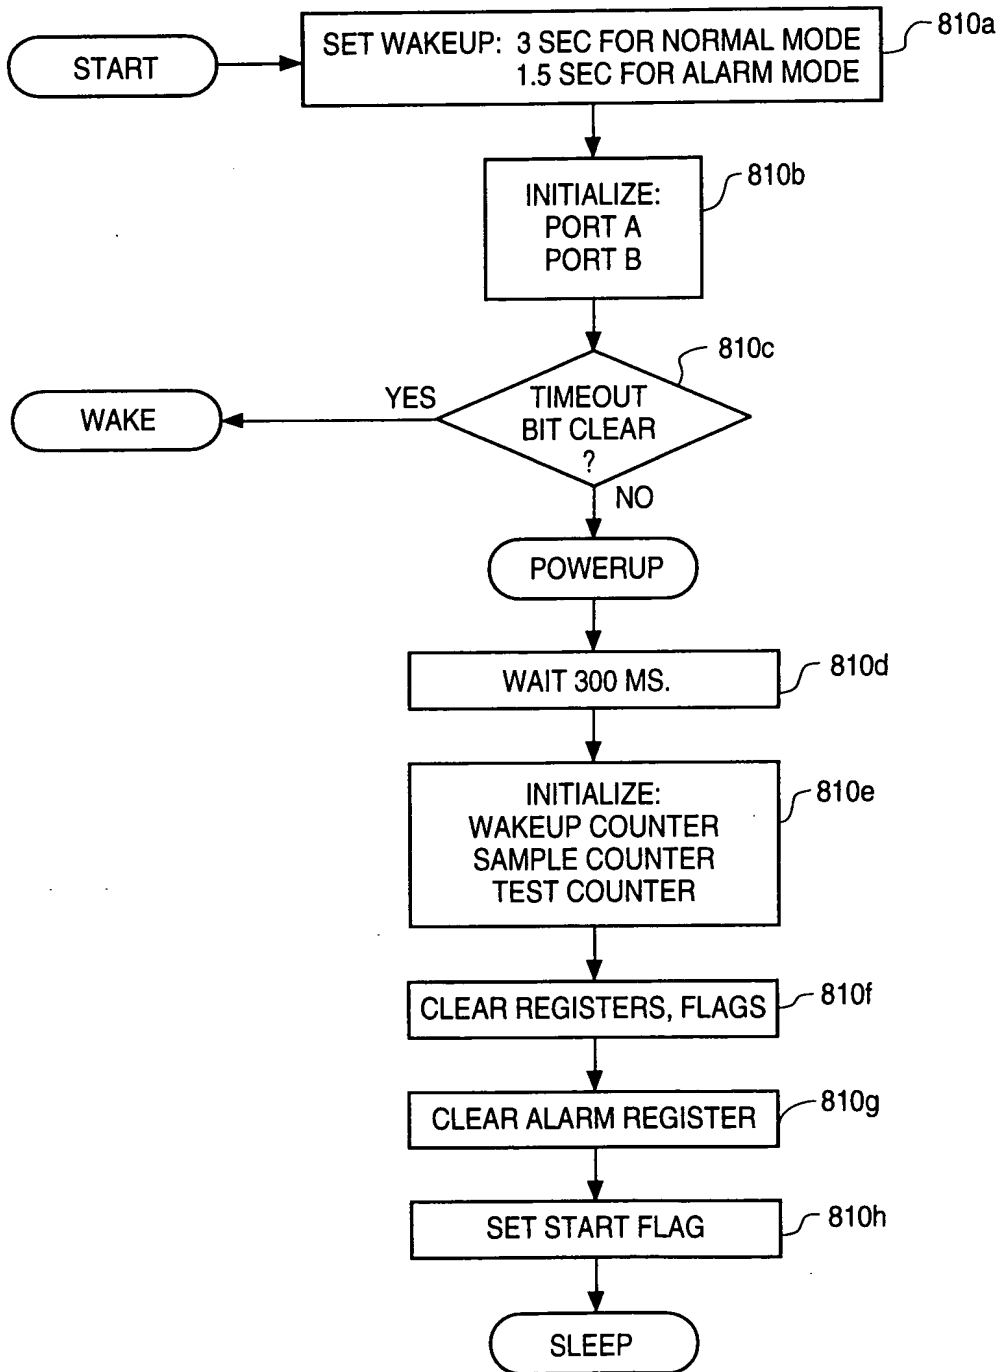 START
SET WAKEUP: 3 SEC FOR NORMAL MODE
1.5 SEC FOR ALARM MODE
810a
INITIALIZE:
PORT A
PORT B
810b
TIMEOUT
BIT CLEAR
?
810c
YES
WAKE
NO
POWERUP
WAIT 300 MS.
810d
INITIALIZE:
WAKEUP COUNTER
SAMPLE COUNTER
TEST COUNTER
810e
CLEAR REGISTERS, FLAGS
810f
CLEAR ALARM REGISTER
810g
SET START FLAG
810h
SLEEP